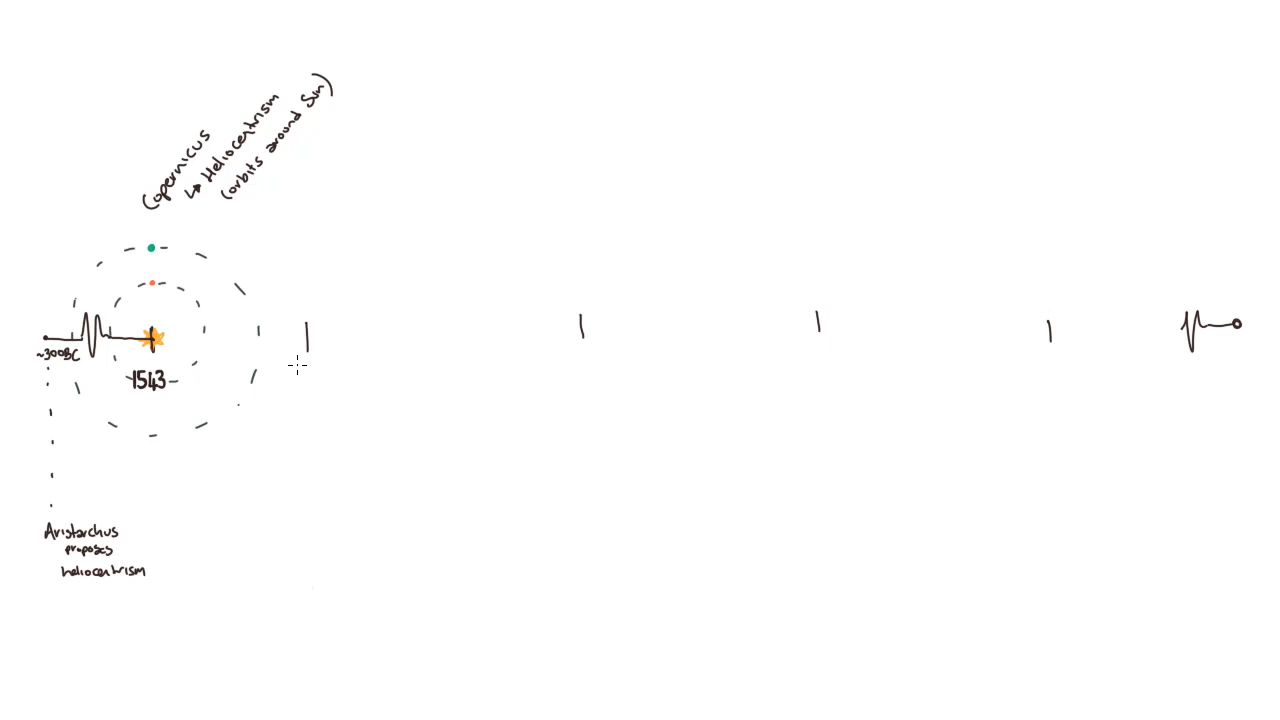 Copernicus
↳ Heliocentrism
(orbits around Sun)
~300BC
1543
Aristarchus
proposes
heliocentrism